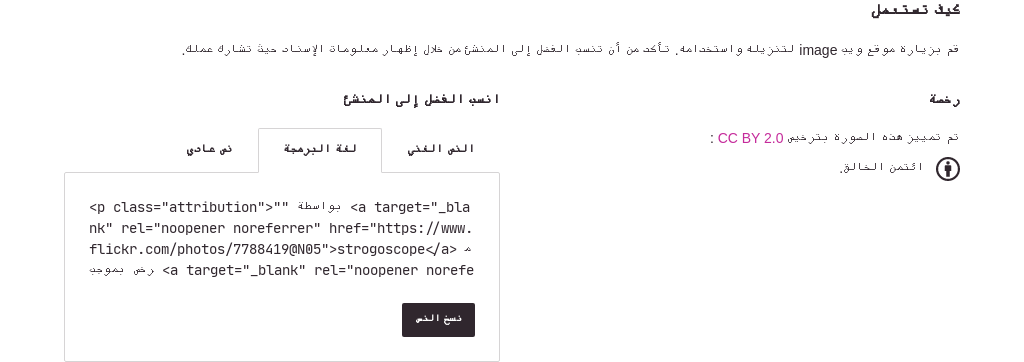 كيف تستعمل
قم بزيارة موقع ويب image لتنزيله واستخدامه. تأكد من أن تنسب الفضل إلى المنشئ من خلال إظهار معلومات الإسناد حيث تشارك عملك.
رخصة
تم تمييز هذه الصورة بترخيص CC BY 2.0 :
ائتمن الخالق.
انسب الفضل إلى المنشئ
النص الغني
لغة البرمجة
نص عادي
<p class="attribution">"" بواسطة <a target="_bla
nk" rel="noopener noreferrer" href="https://www.
flickr.com/photos/7788419@N05">strogoscope</a> م
رخص بموجب <a target="_blank" rel="noopener norefe
نسخ النص